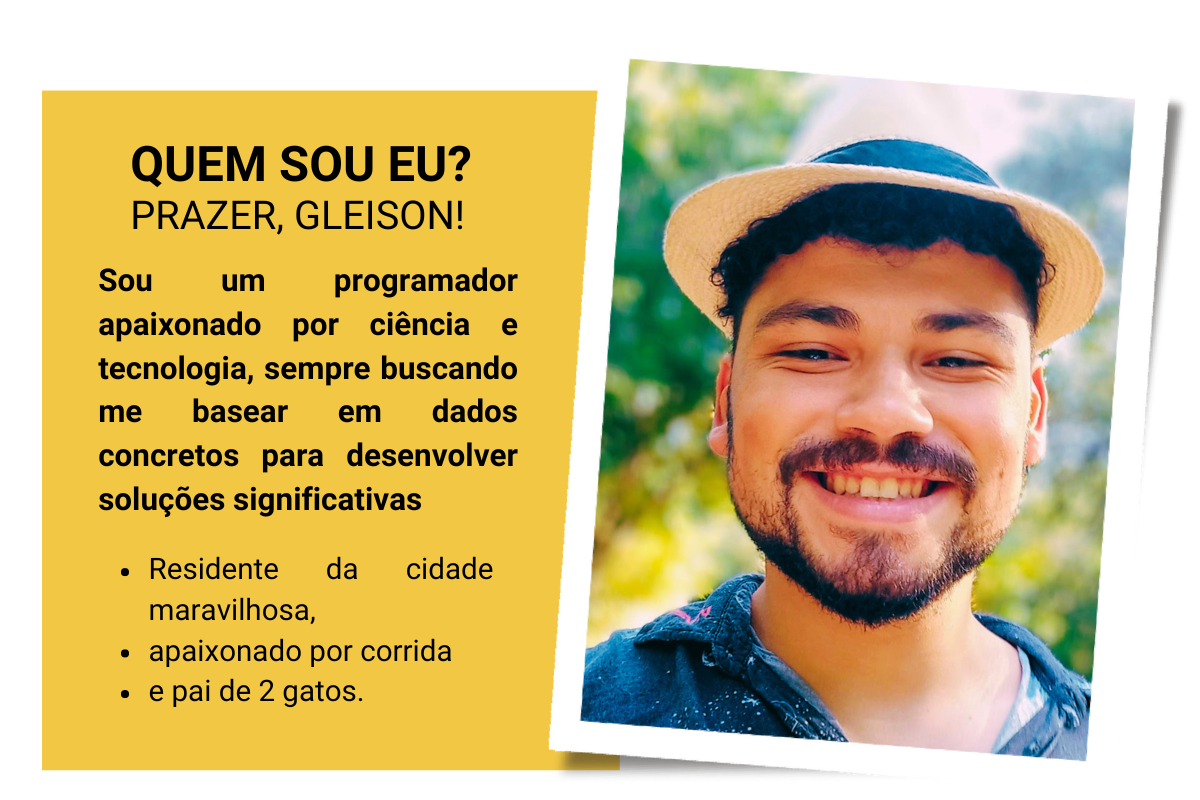 QUEM SOU EU?
PRAZER, GLEISON!
Sou um programador
apaixonado por ciência e
tecnologia, sempre buscando
me basear em dados
concretos para desenvolver
soluções significativas
• Residente da cidade
maravilhosa,
• apaixonado por corrida
• e pai de 2 gatos.